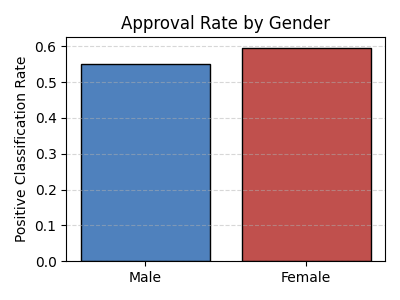 Approval Rate by Gender
Positive Classification Rate
0.6
0.5
0.4
0.3
0.2
0.1
0.0
Male
Female